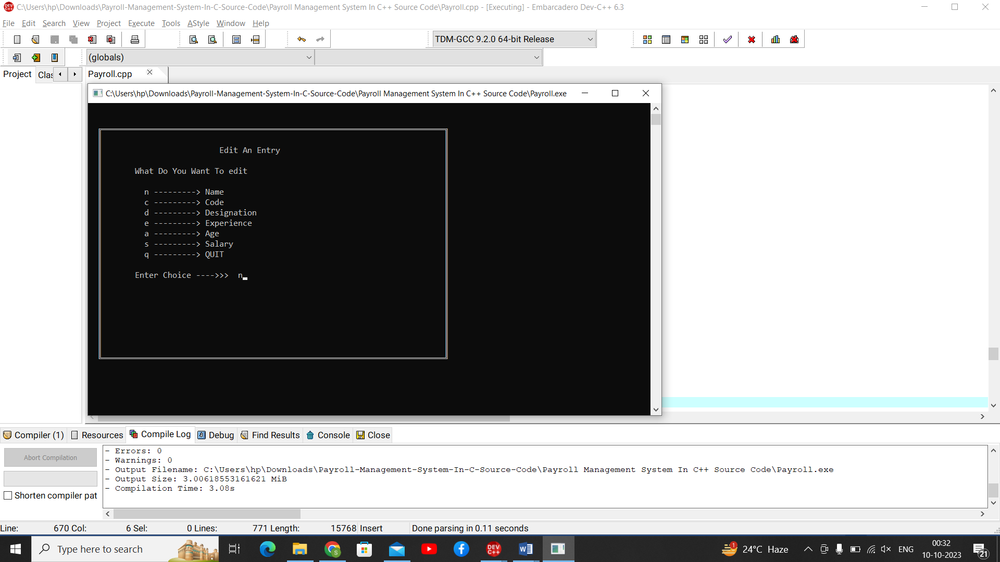 C:\Users\hp\Downloads\Payroll-Management-System-In-C-Source-Code\Payroll Management System In C++ Source Code\Payroll.cpp - [Executing] - Embarcadero Dev-C++ 6.3
File Edit Search View Project Execute Tools AStyle Window Help
TDM-GCC 9.2.0 64-bit Release
(globals)
Project Clas Payroll.cpp
C:\Users\hp\Downloads\Payroll-Management-System-In-C-Source-Code\Payroll Management System In C++ Source Code\Payroll.exe
Edit An Entry
What Do You Want To edit
n ---------> Name
c ---------> Code
d ---------> Designation
e ---------> Experience
a ---------> Age
s ---------> Salary
q ---------> QUIT
Enter Choice ---->>> n
Compiler (1) Resources Compile Log Debug Find Results Console Close
Abort Compilation
Shorten compiler pat
- Errors: 0
- Warnings: 0
- Output Filename: C:\Users\hp\Downloads\Payroll-Management-System-In-C-Source-Code\Payroll Management System In C++ Source Code\Payroll.exe
- Output Size: 3.00618553161621 MiB
- Compilation Time: 3.08s
Line: 670 Col: 6 Sel: 0 Lines: 771 Length: 15768 Insert Done parsing in 0.11 seconds
Type here to search
DEV C++
1
24°C Haze
ENG
00:32
10-10-2023
21